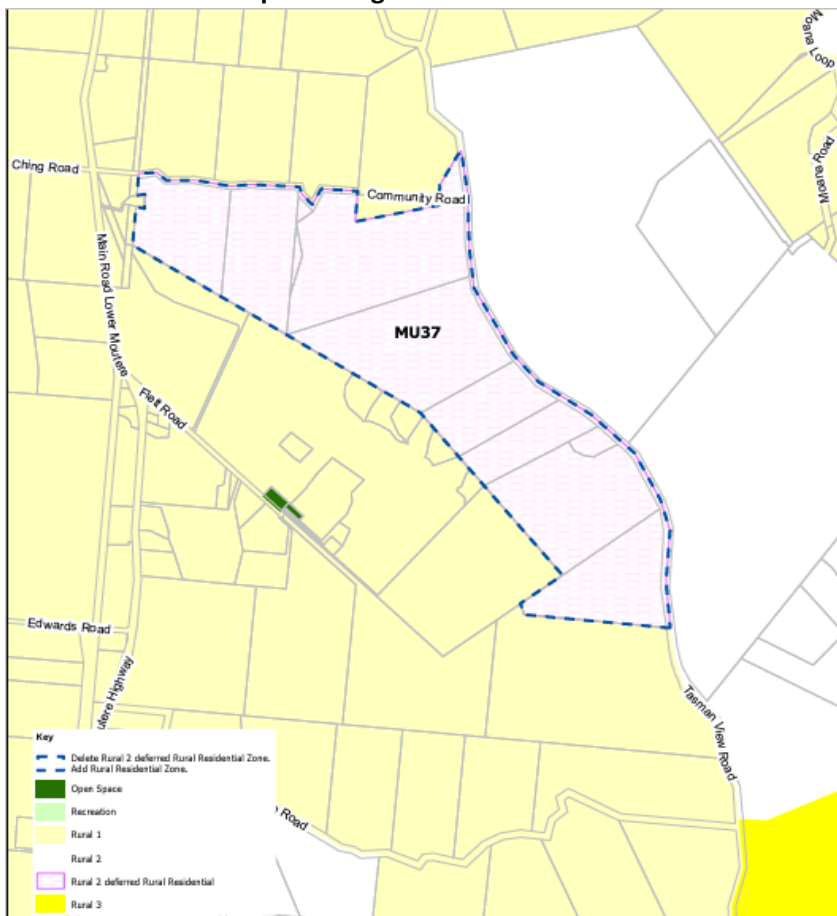 Moana Loop
Moana Road
Ching Road
Community Road
Main Road Lower Moutere
MU37
Flett Road
Edwards Road
utere Highway
Tasman View Road
Road
Key
Delete Rural 2 deferred Rural Residential Zone.
Add Rural Residential Zone.
Open Space
Recreation
Rural 1
Rural 2
Rural 2 deferred Rural Residential
Rural 3